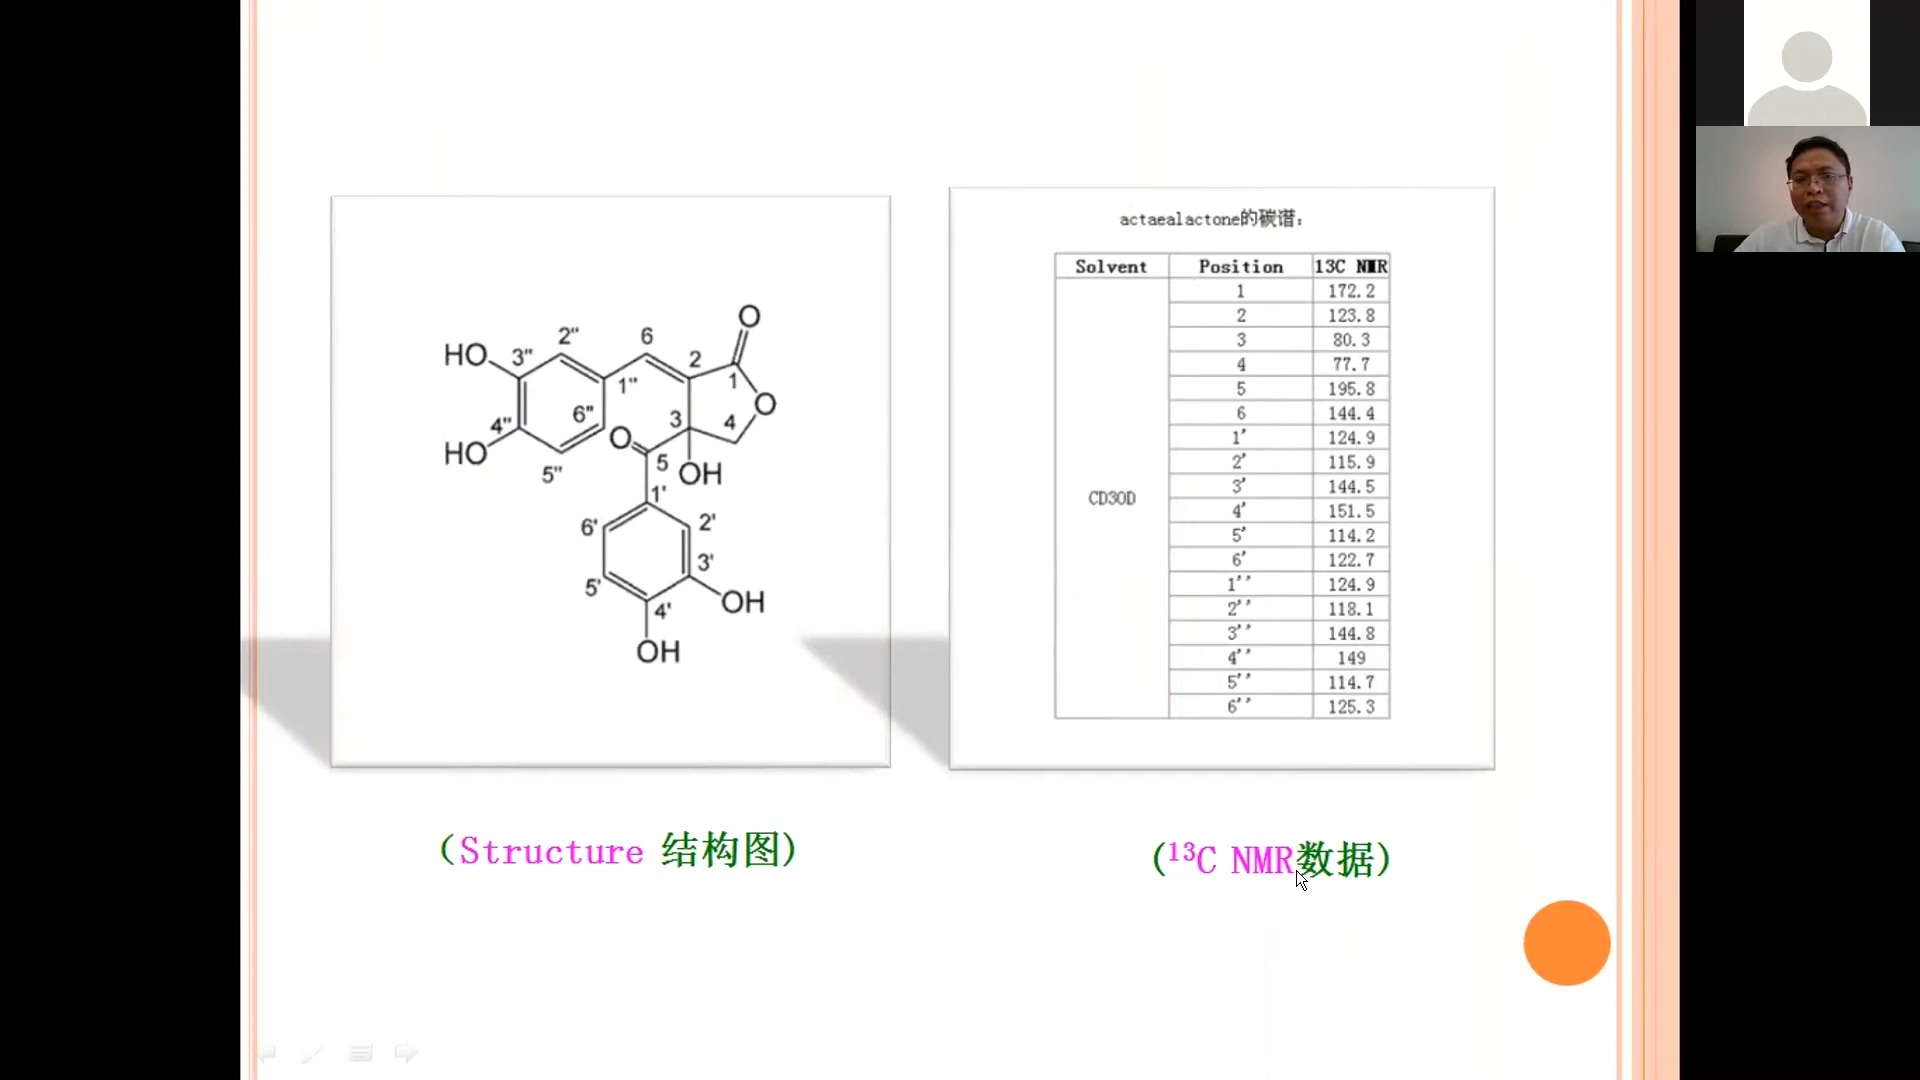 O
6
2"
HO
3"
2
1
1"
O
6"
3
4
4"
O
HO
5
OH
5"
1'
6'
2'
3'
5'
OH
4'
OH
(Structure 结构图)
actaealactone的碳谱:
Solvent Position 13C NMR
CD3OD
1 172.2
2 123.8
3 80.3
4 77.7
5 195.8
6 144.4
1' 124.9
2' 115.9
3' 144.5
4' 151.5
5' 114.2
6' 122.7
1'' 124.9
2'' 118.1
3'' 144.8
4'' 149
5'' 114.7
6'' 125.3
(¹³C NMR数据)